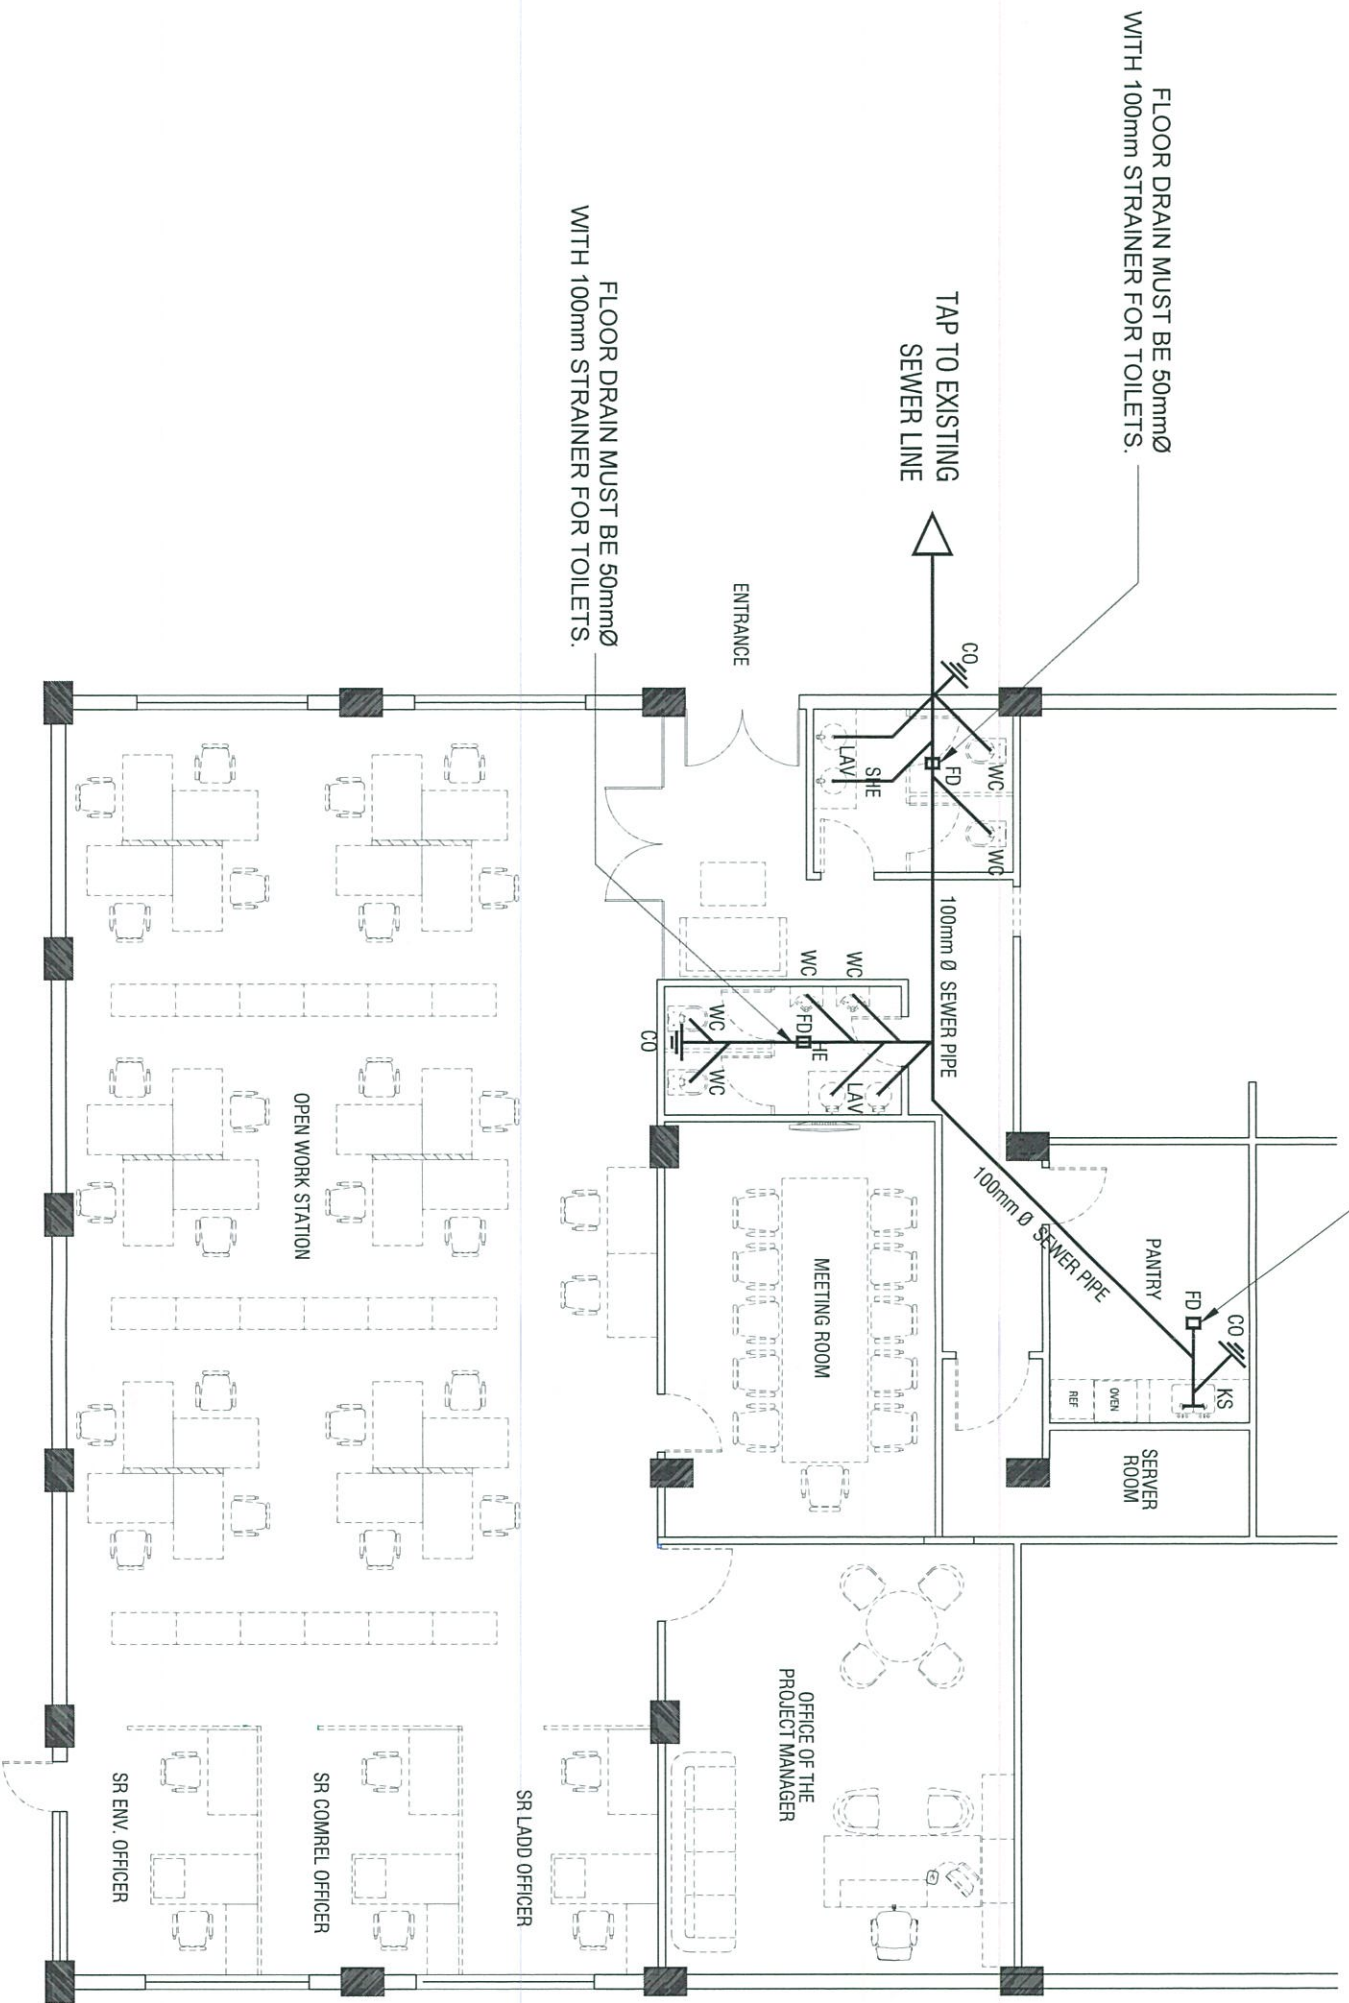 FLOOR DRAIN MUST BE 50mmØ
WITH 100mm STRAINER FOR TOILETS.
TAP TO EXISTING
SEWER LINE
FLOOR DRAIN MUST BE 50mmØ
WITH 100mm STRAINER FOR TOILETS.
ENTRANCE
CO
WC
FD
WC
LAV
SHE
100mm Ø SEWER PIPE
WC
WC
FD
HE
LAV
WC
WC
CO
100mm Ø SEWER PIPE
PANTRY
FD
CO
KS
OVEN
REF
SERVER
ROOM
MEETING ROOM
OPEN WORK STATION
OFFICE OF THE
PROJECT MANAGER
SR LADD OFFICER
SR COMREL OFFICER
SR ENV. OFFICER